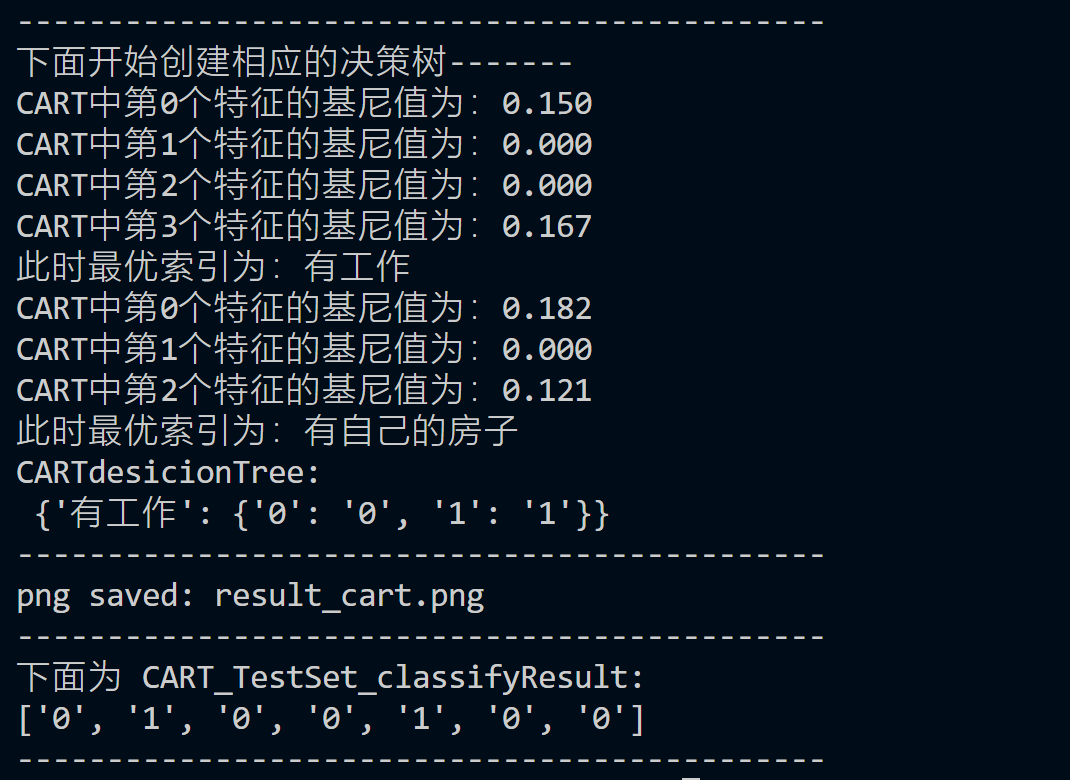 ---------------------------------------------
下面开始创建相应的决策树-------
CART中第0个特征的基尼值为：0.150
CART中第1个特征的基尼值为：0.000
CART中第2个特征的基尼值为：0.000
CART中第3个特征的基尼值为：0.167
此时最优索引为：有工作
CART中第0个特征的基尼值为：0.182
CART中第1个特征的基尼值为：0.000
CART中第2个特征的基尼值为：0.121
此时最优索引为：有自己的房子
CARTdesicionTree:
 {'有工作': {'0': '0', '1': '1'}}
---------------------------------------------
png saved: result_cart.png
---------------------------------------------
下面为 CART_TestSet_classifyResult:
['0', '1', '0', '0', '1', '0', '0']
---------------------------------------------